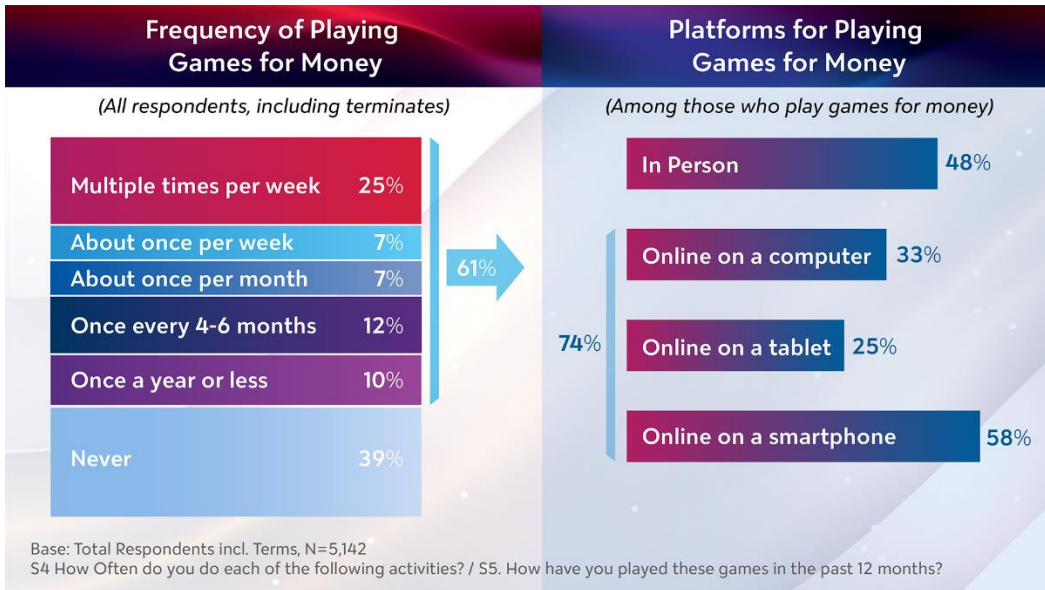 Frequency of Playing
Games for Money
(All respondents, including terminates)
Multiple times per week 25%
About once per week 7%
About once per month 7%
Once every 4-6 months 12%
Once a year or less 10%
Never 39%
61%
Platforms for Playing
Games for Money
(Among those who play games for money)
In Person 48%
Online on a computer 33%
74%
Online on a tablet 25%
Online on a smartphone 58%
Base: Total Respondents incl. Terms, N=5,142
S4 How Often do you do each of the following activities? / S5. How have you played these games in the past 12 months?